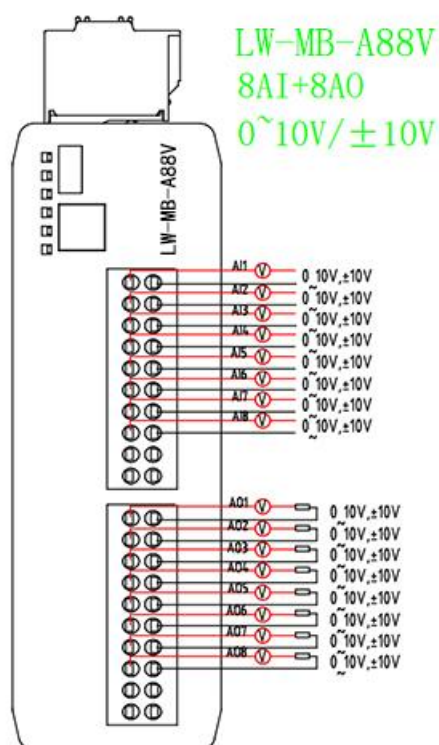 LW-MB-A88V
8AI+8AO
0~10V/±10V
LW-MB-A88V
AI1 V 0~10V,±10V
AI2 V 0~10V,±10V
AI3 V 0~10V,±10V
AI4 V 0~10V,±10V
AI5 V 0~10V,±10V
AI6 V 0~10V,±10V
AI7 V 0~10V,±10V
AI8 V 0~10V,±10V
AO1 V 0~10V,±10V
AO2 V 0~10V,±10V
AO3 V 0~10V,±10V
AO4 V 0~10V,±10V
AO5 V 0~10V,±10V
AO6 V 0~10V,±10V
AO7 V 0~10V,±10V
AO8 V 0~10V,±10V